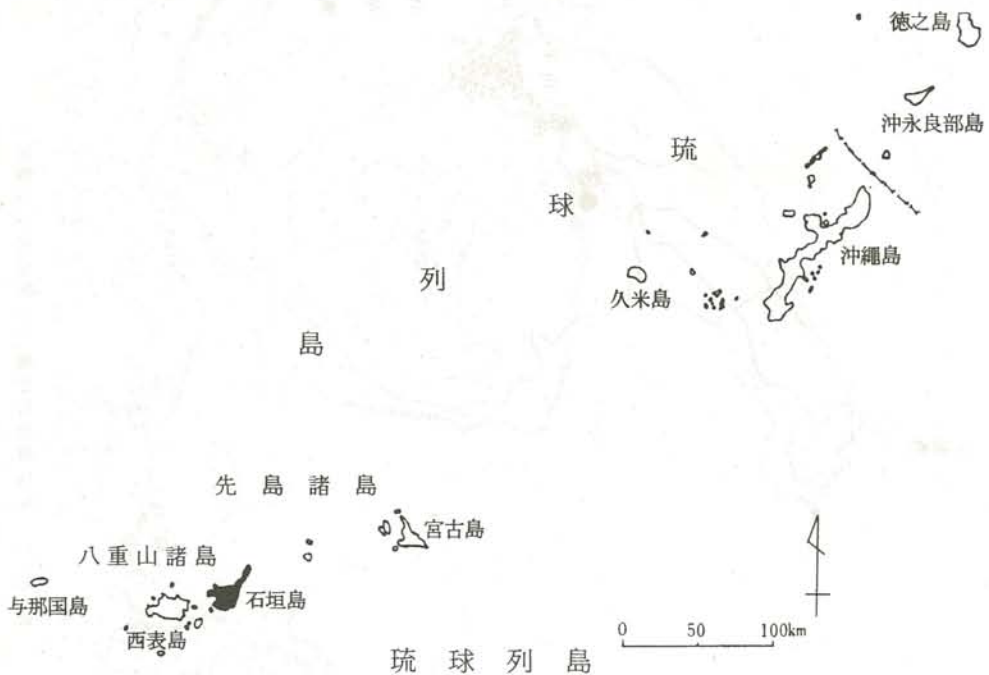 徳之島
沖永良部島
琉球列島
沖縄島
久米島
先島諸島
宮古島
八重山諸島
与那国島
石垣島
西表島
0 50 100km
琉球列島